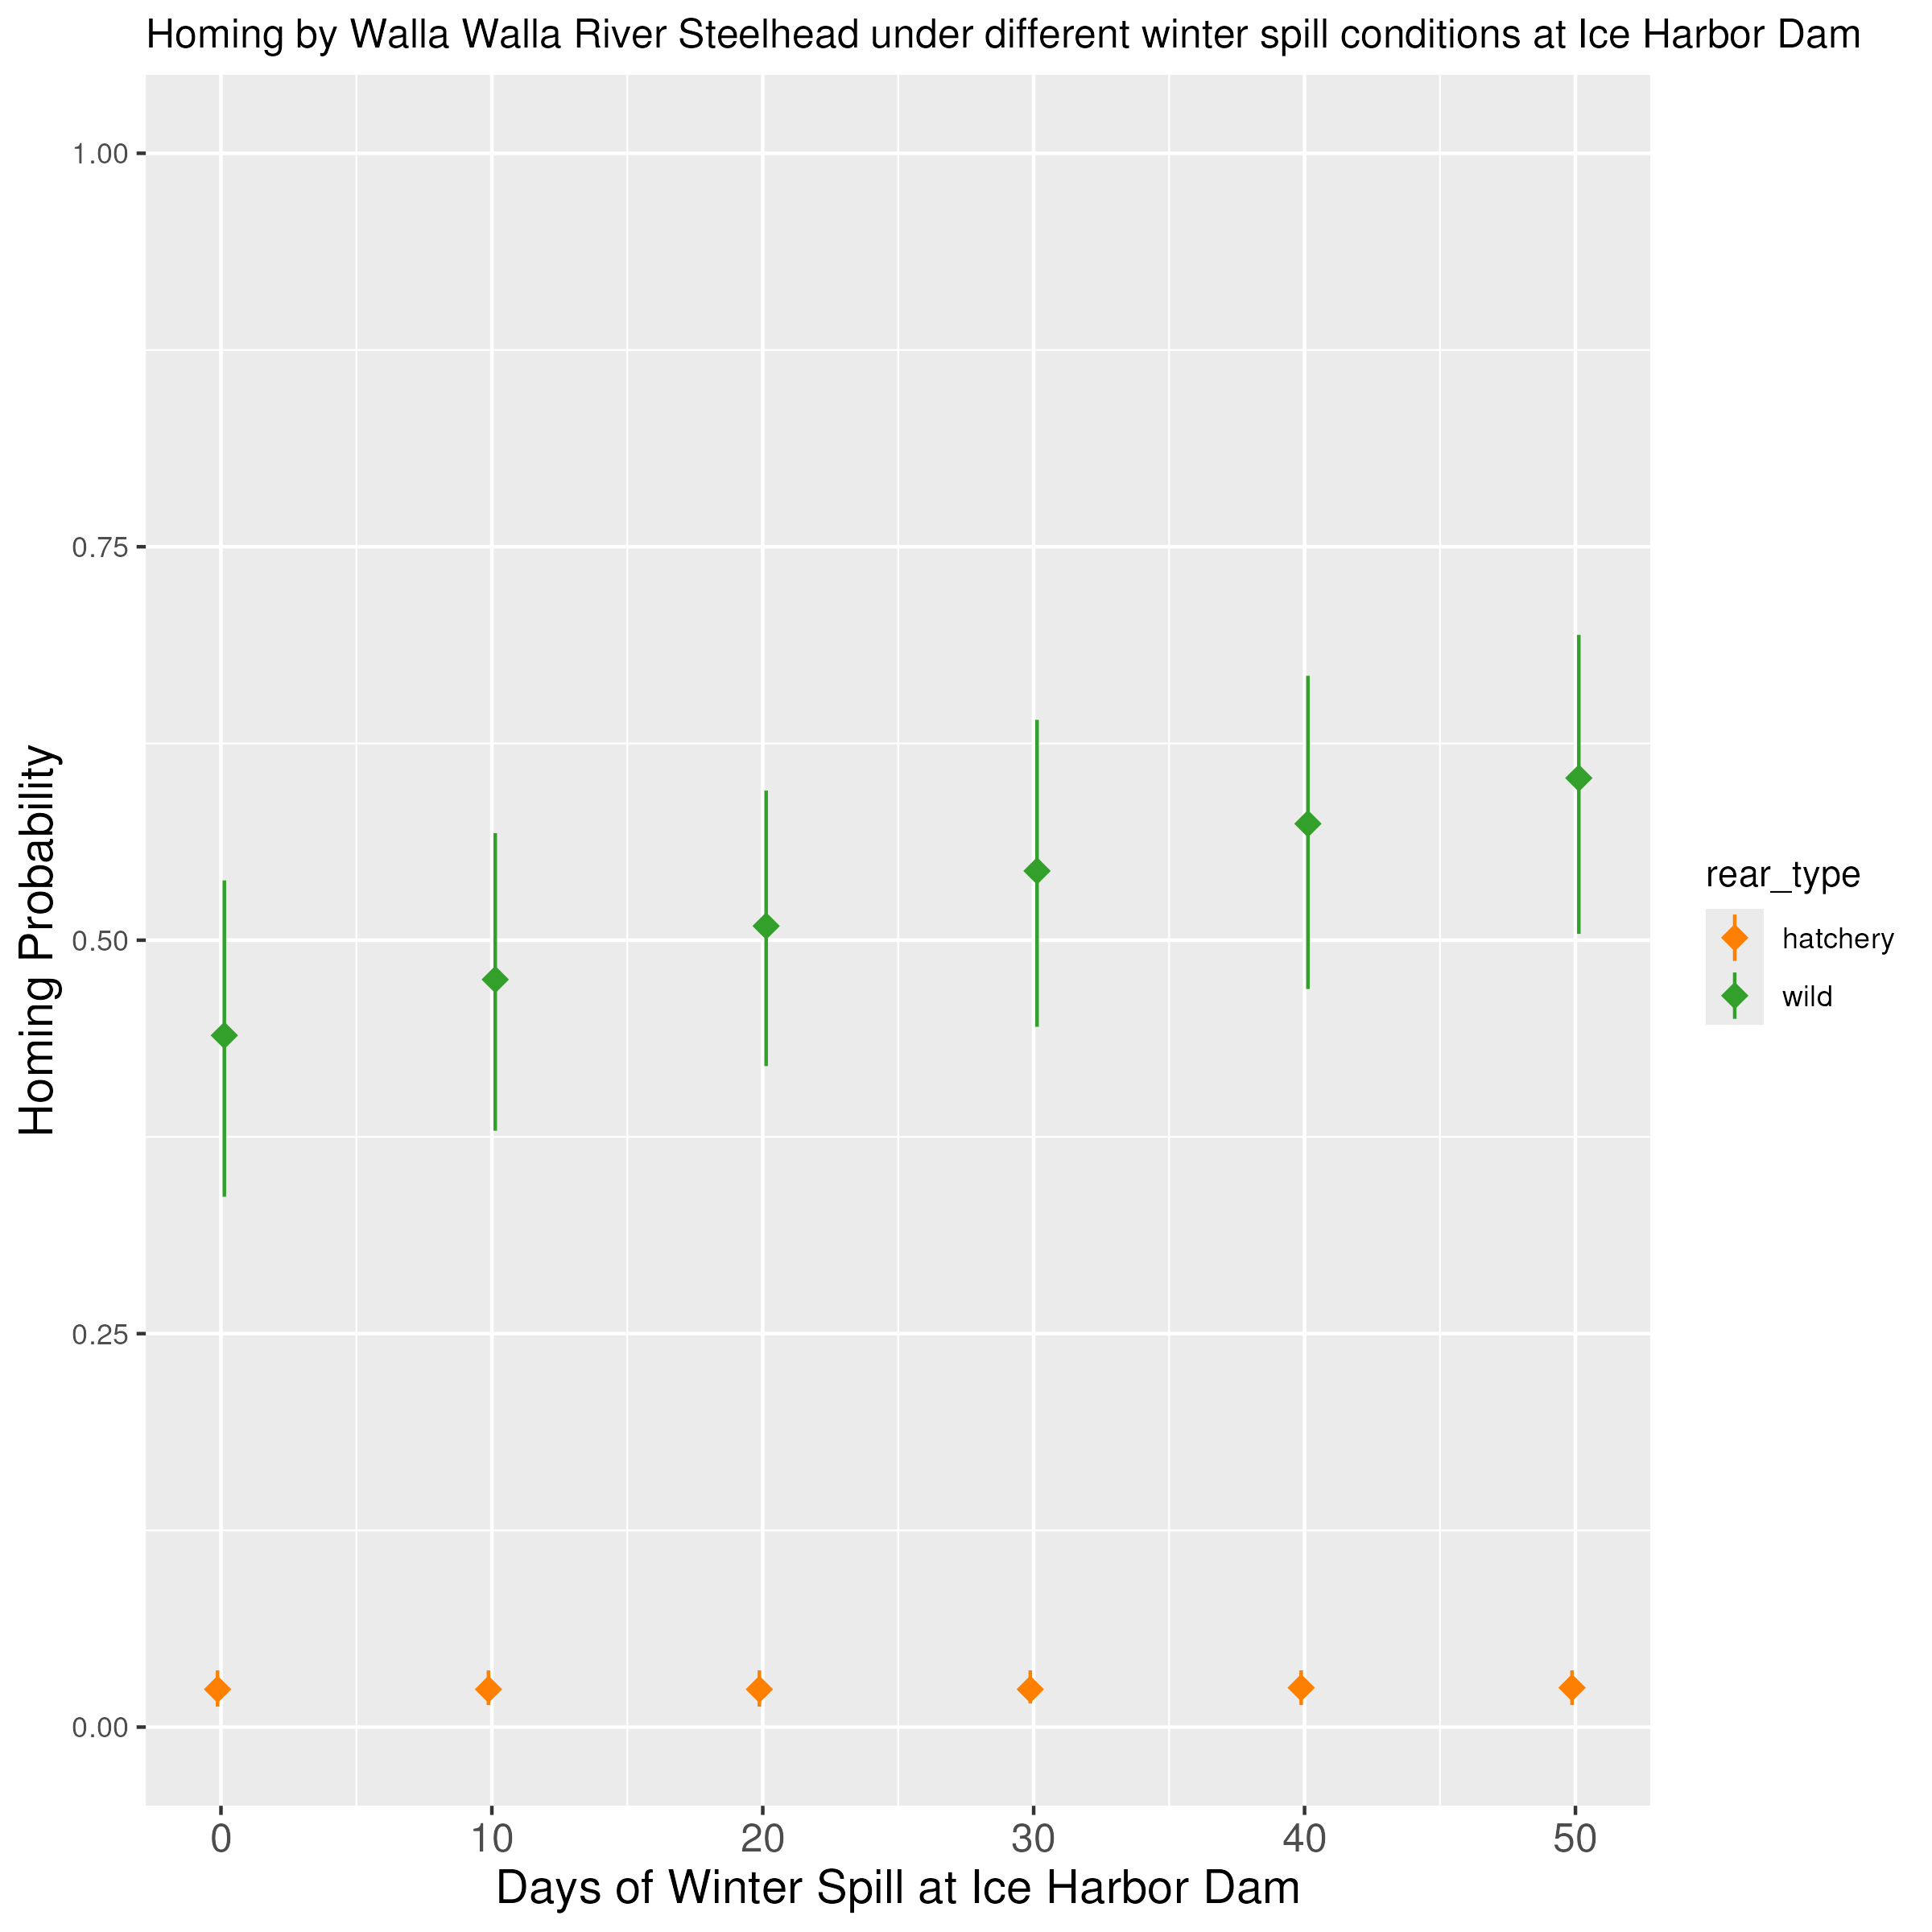 Homing by Walla Walla River Steelhead under different winter spill conditions at Ice Harbor Dam
Homing Probability
1.00
0.75
0.50
0.25
0.00
0
10
20
30
40
50
Days of Winter Spill at Ice Harbor Dam
rear_type
hatchery
wild